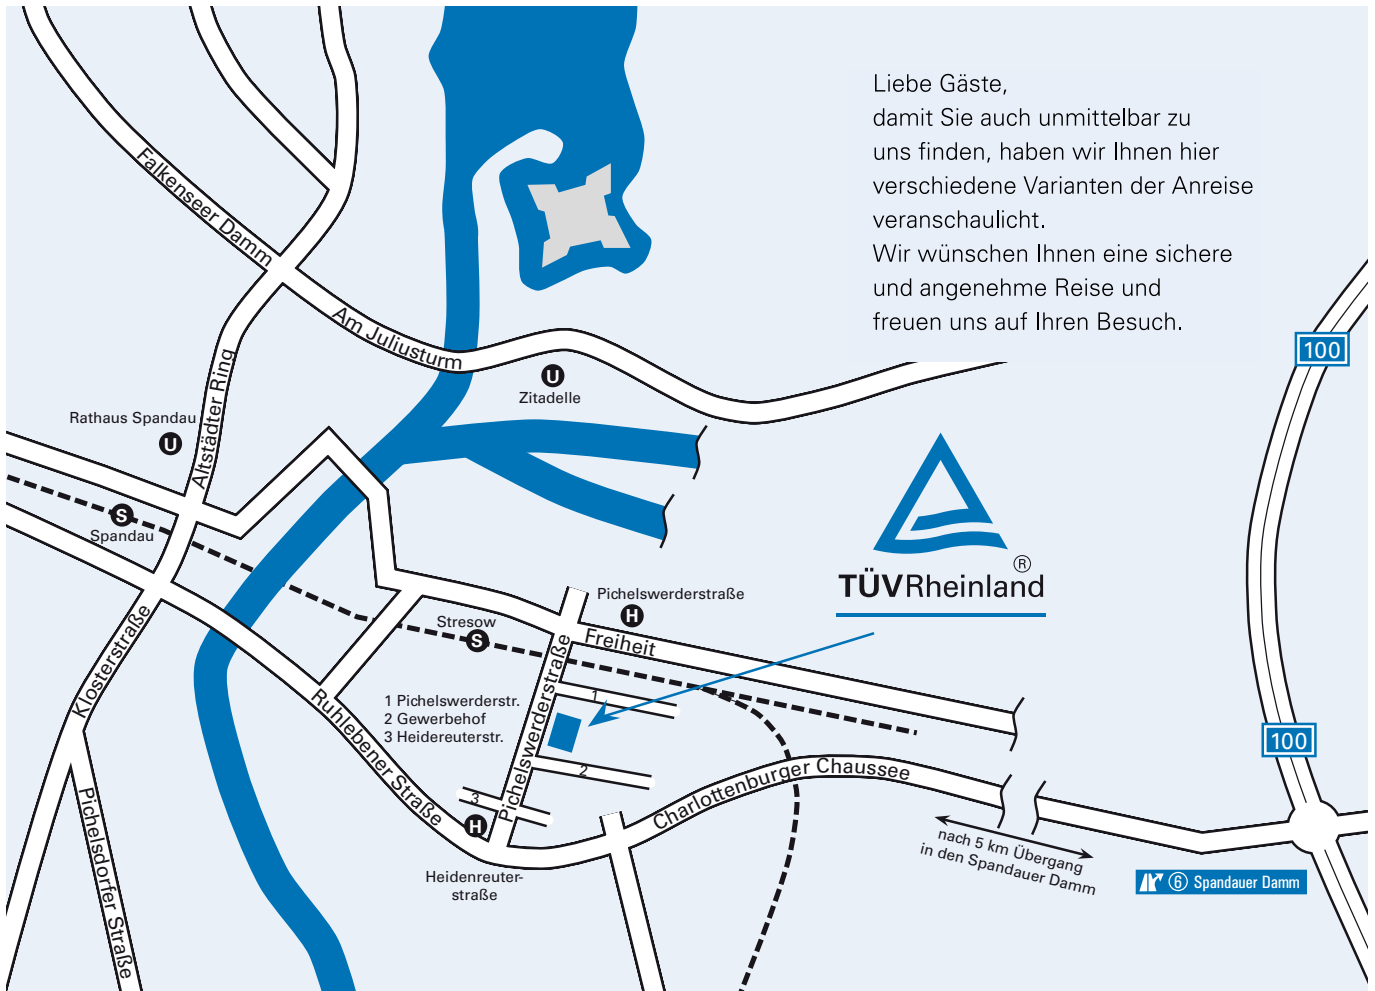 Liebe Gäste,
damit Sie auch unmittelbar zu
uns finden, haben wir Ihnen hier
verschiedene Varianten der Anreise
veranschaulicht.
Wir wünschen Ihnen eine sichere
und angenehme Reise und
freuen uns auf Ihren Besuch.
Falkenseer Damm
Am Juliusturm
100
U
Zitadelle
Altstädter Ring
Rathaus Spandau
U
S
Spandau
TÜVRheinland
®
Pichelswerderstraße
H
Stresow
S
Freiheit
Klosterstraße
Ruhlebener Straße
1 Pichelswerderstr.
2 Gewerbehof
3 Heidereuterstr.
Pichelswerderstraße
1
2
3
100
Charlottenburger Chaussee
H
Heidenreuter-
straße
Pichelsdorfer Straße
nach 5 km Übergang
in den Spandauer Damm
6 Spandauer Damm